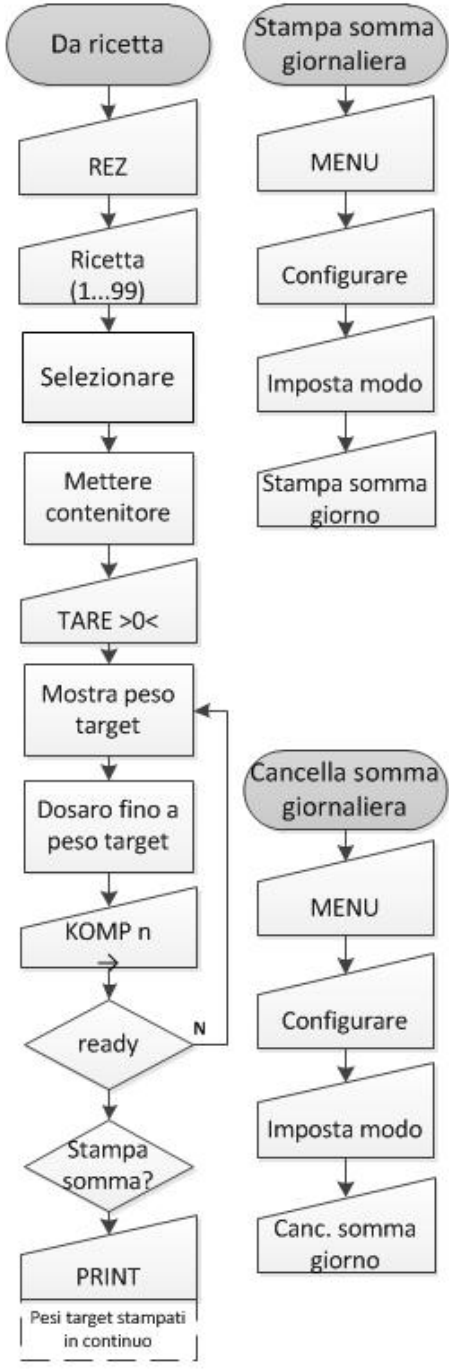 Da ricetta
REZ
Ricetta
(1...99)
Selezionare
Mettere
contenitore
TARE >0<
Mostra peso
target
Dosaro fino a
peso target
KOMP n
→
ready
N
Stampa
somma?
PRINT
Pesi target stampati
in continuo
Stampa somma
giornaliera
MENU
Configurare
Imposta modo
Stampa somma
giorno
Cancella somma
giornaliera
MENU
Configurare
Imposta modo
Canc. somma
giorno